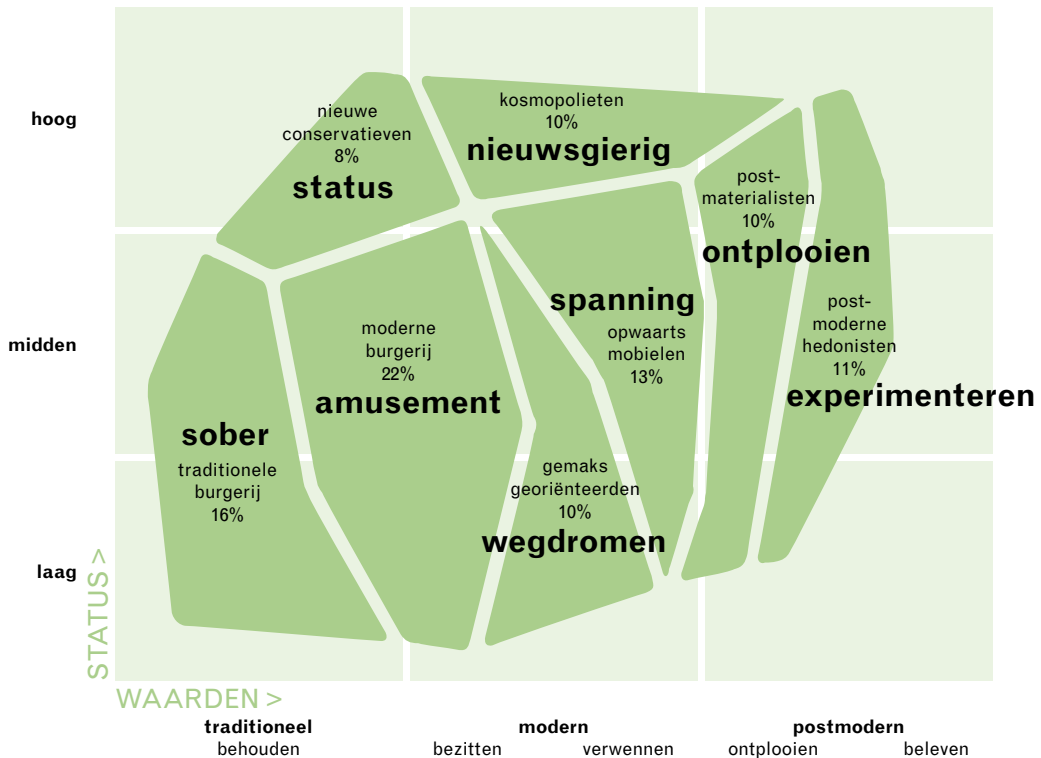 hoog
midden
laag
STATUS >
nieuwe
conservatieven
8%
status
kosmopolieten
10%
nieuwsgierig
post-
materialisten
10%
ontplooien
spanning
opwaarts
mobielen
13%
post-
moderne
hedonisten
11%
experimenteren
moderne
burgerij
22%
amusement
sober
traditionele
burgerij
16%
gemaks
georiënteerden
10%
wegdromen
WAARDEN >
traditioneel
behouden
modern
bezitten verwennen
postmodern
ontplooien beleven